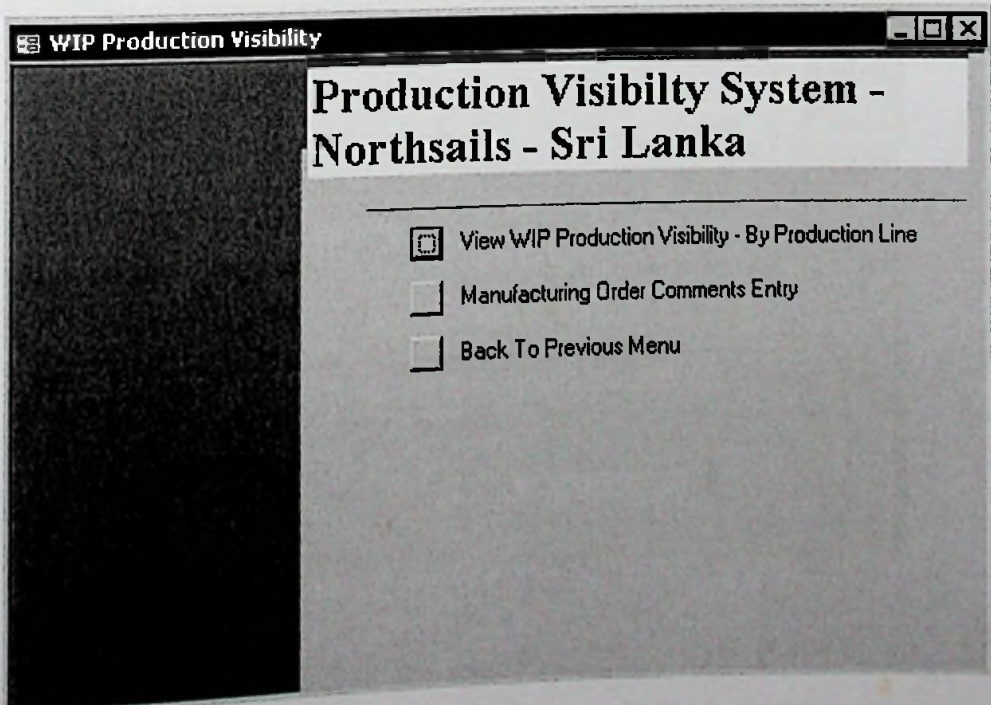 WIP Production Visibility
Production Visibilty System -
Northsails - Sri Lanka
View WIP Production Visibility - By Production Line
Manufacturing Order Comments Entry
Back To Previous Menu